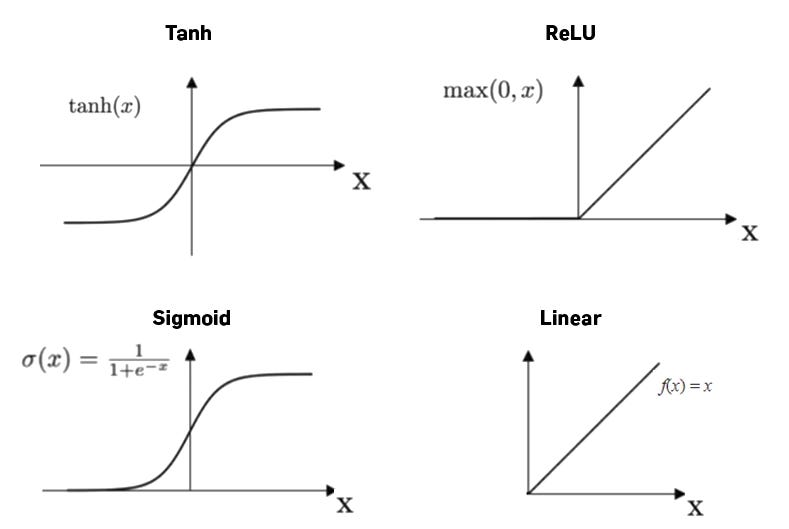 Tanh
tanh(x)
X
ReLU
max(0, x)
X
Sigmoid
σ(x) = 1/(1+e^{-x})
X
Linear
f(x) = x
X